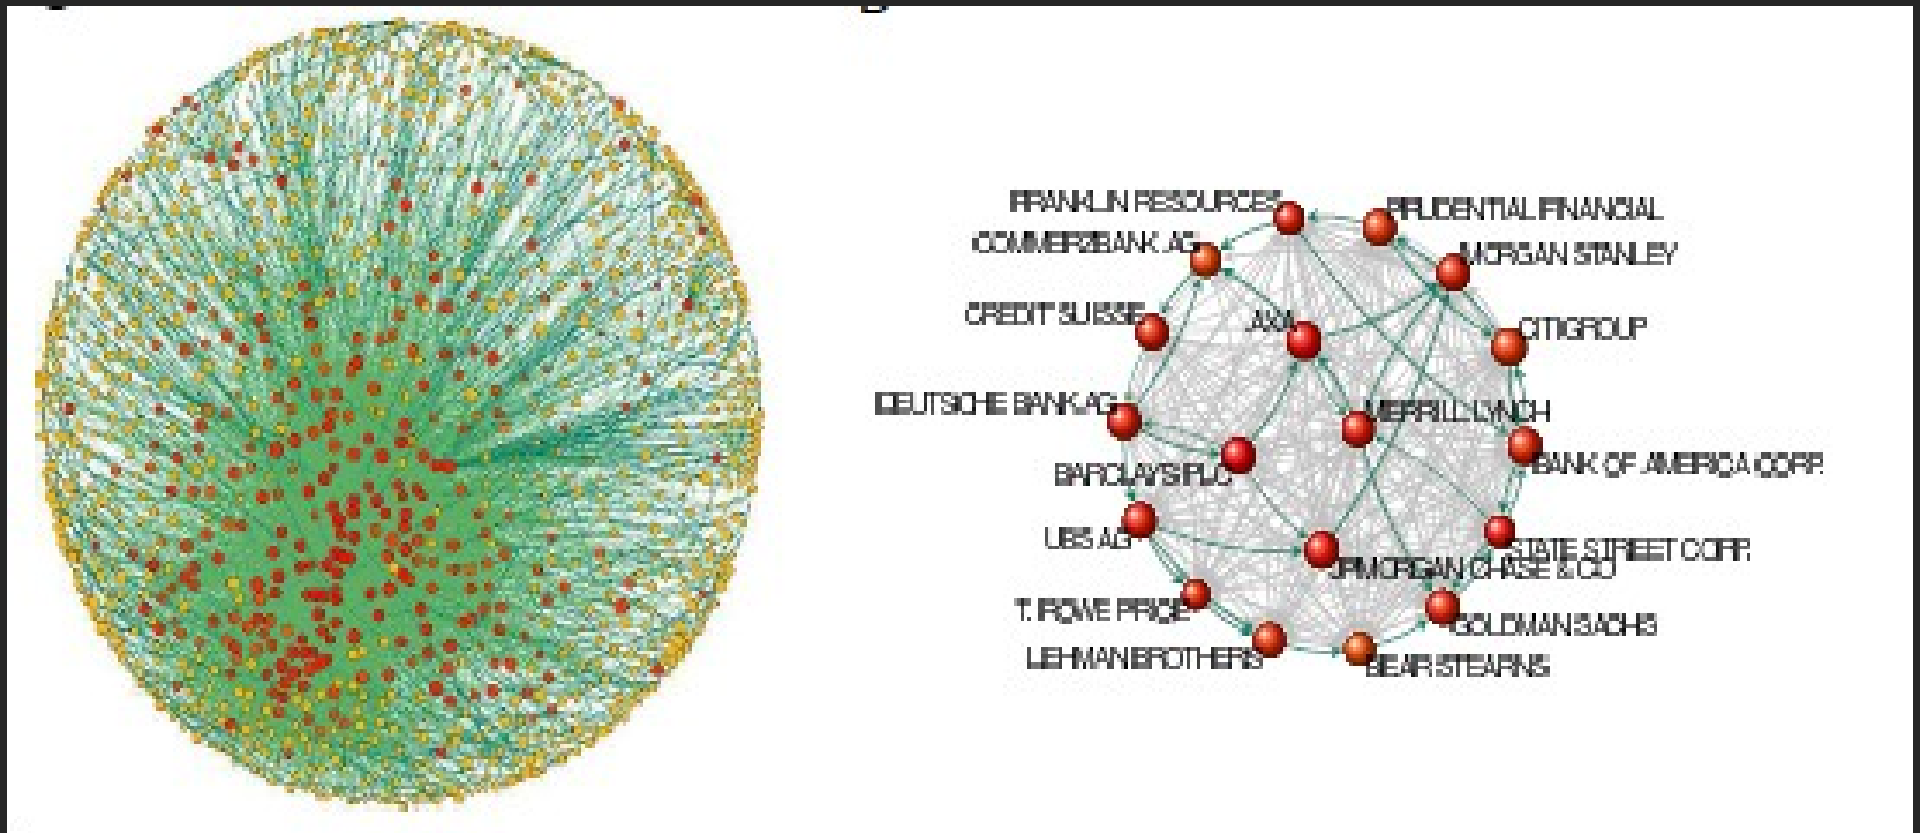 FRANKLIN RESOURCES
PRUDENTIAL FINANCIAL
COMMERZBANK AG
MORGAN STANLEY
CREDIT SUISSE
AXA
CITIGROUP
DEUTSCHE BANK AG
MERRILL LYNCH
BANK OF AMERICA CORP.
BARCLAYS PLC
UBS AG
STATE STREET CORP.
JPMORGAN CHASE & CO
T. ROWE PRICE
GOLDMAN SACHS
LEHMAN BROTHERS
BEAR STEARNS